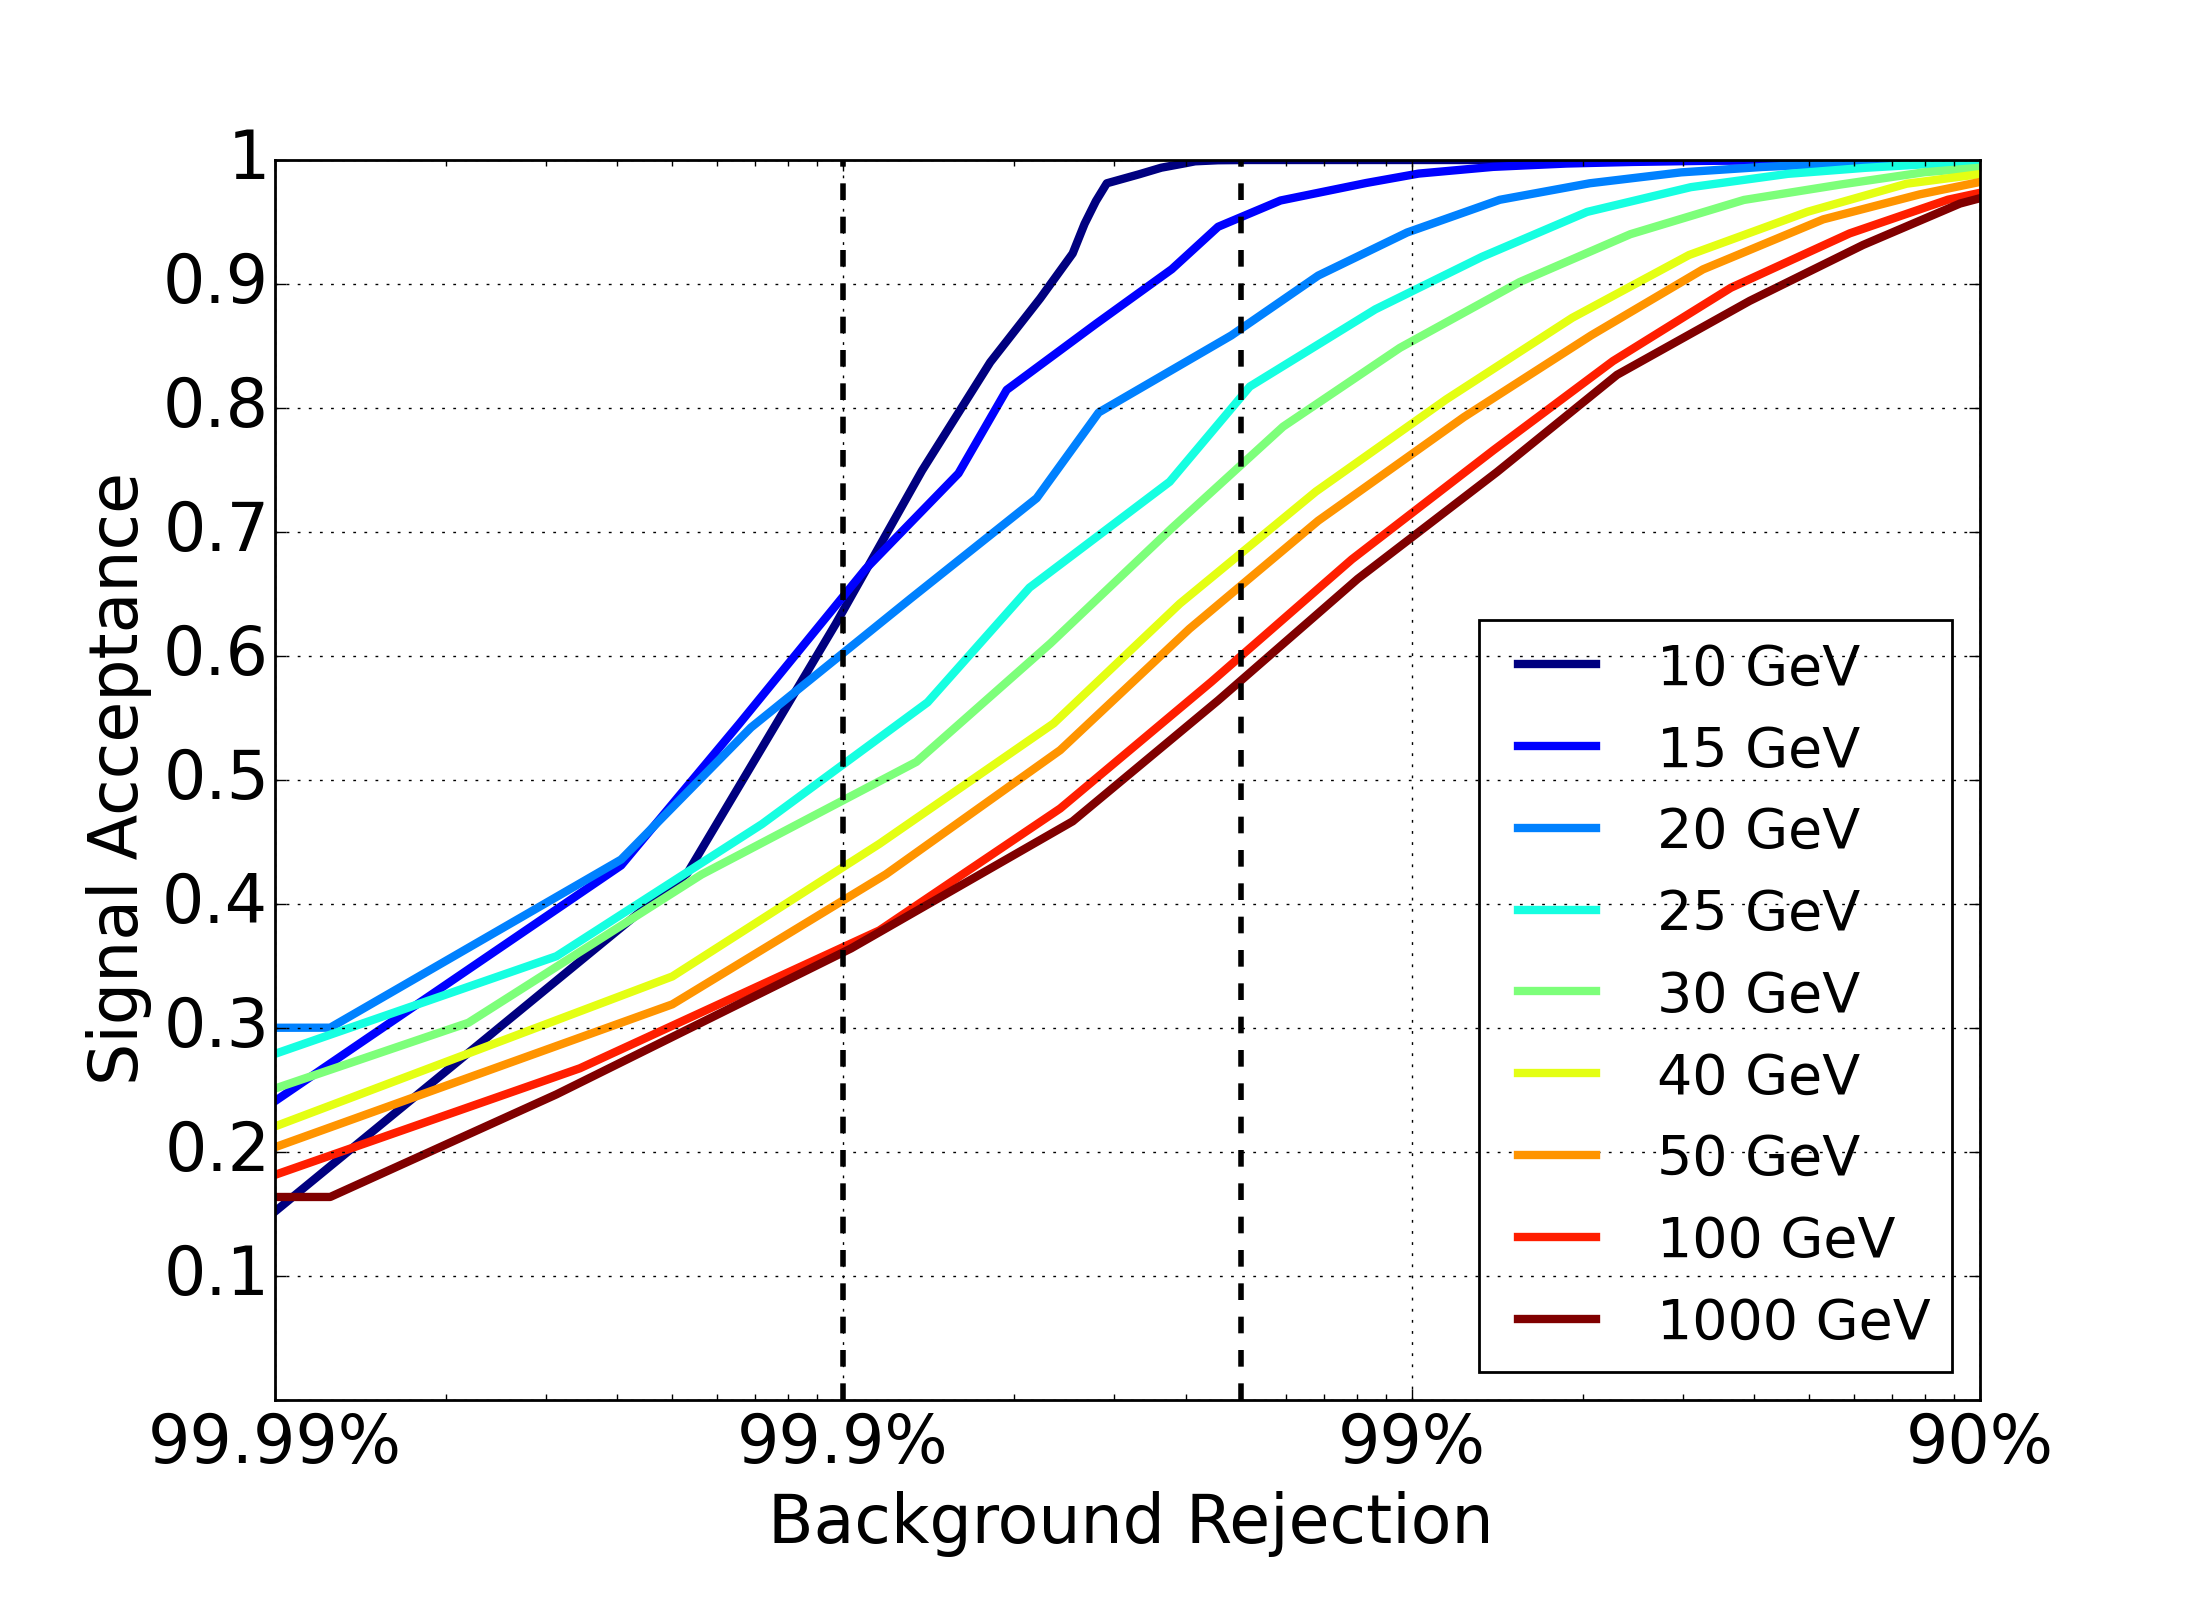 1
0.9
0.8
0.7
0.6
0.5
0.4
0.3
0.2
0.1
Signal Acceptance
10 GeV
15 GeV
20 GeV
25 GeV
30 GeV
40 GeV
50 GeV
100 GeV
1000 GeV
99.99% 99.9% 99% 90%
Background Rejection